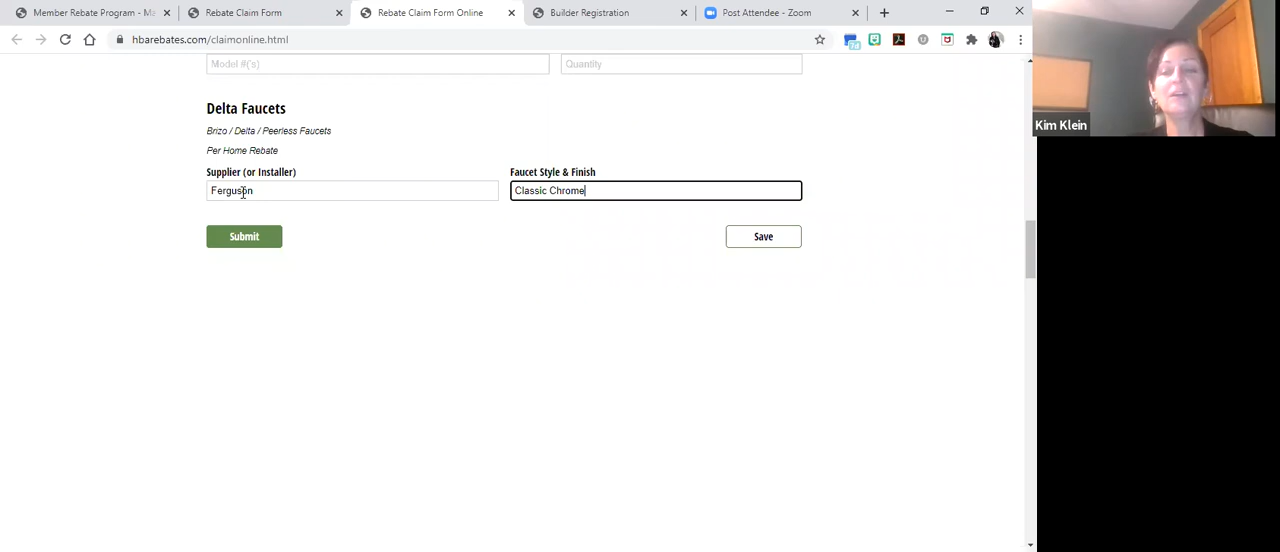 Member Rebate Program - Ma
Rebate Claim Form
Rebate Claim Form Online
Builder Registration
Post Attendee - Zoom
hbarebates.com/claimonline.html
Model #('s)
Quantity
Delta Faucets
Brizo / Delta / Peerless Faucets
Per Home Rebate
Supplier (or Installer)
Faucet Style & Finish
Ferguson
Classic Chrome
Submit
Save
Kim Klein